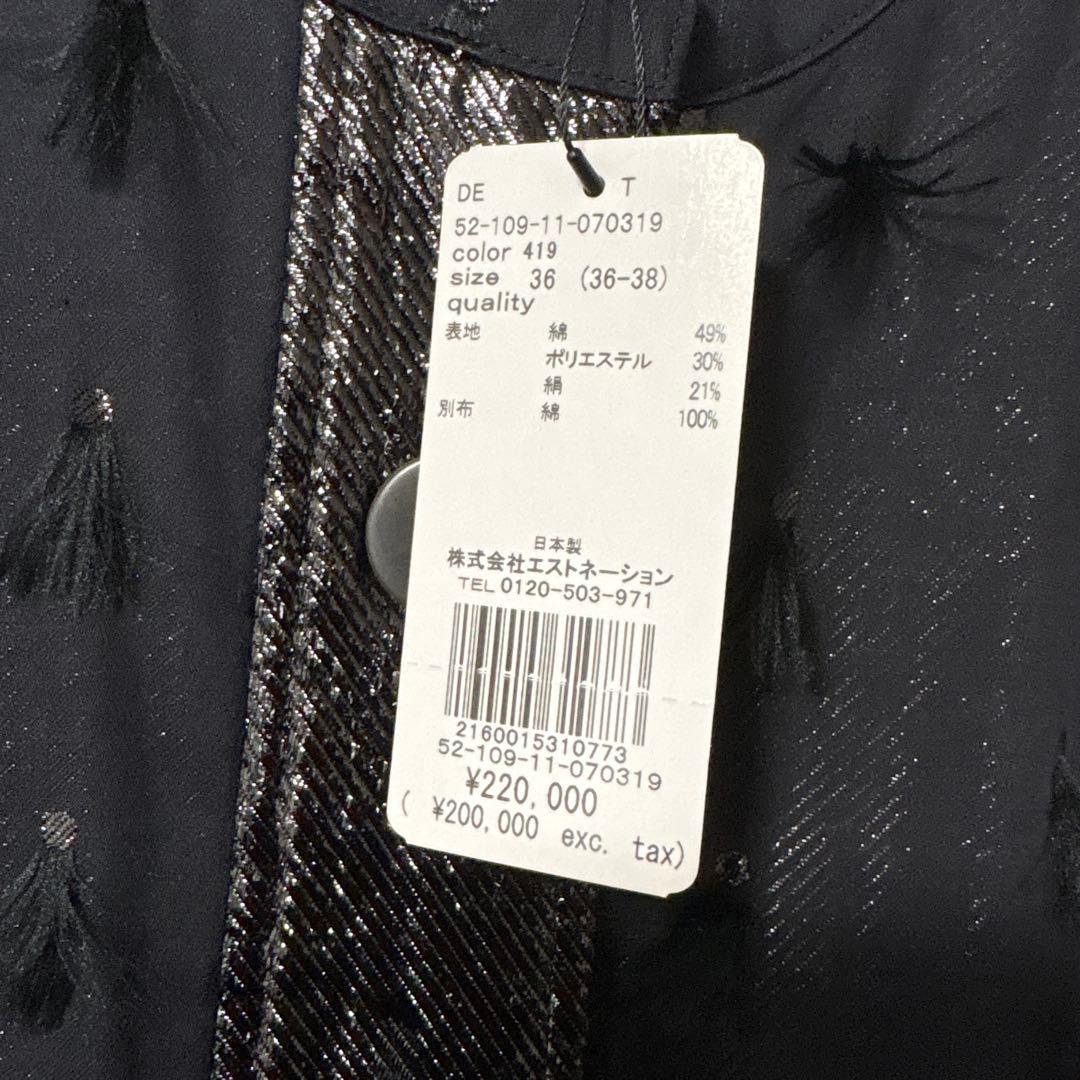 DE T
52-109-11-070319
color 419
size 36 (36-38)
quality
表地 綿 49%
ポリエステル 30%
絹 21%
別布 綿 100%
日本製
株式会社エストネーション
TEL 0120-503-971
2160015310773
52-109-11-070319
¥220,000
( ¥200,000 exc. tax)